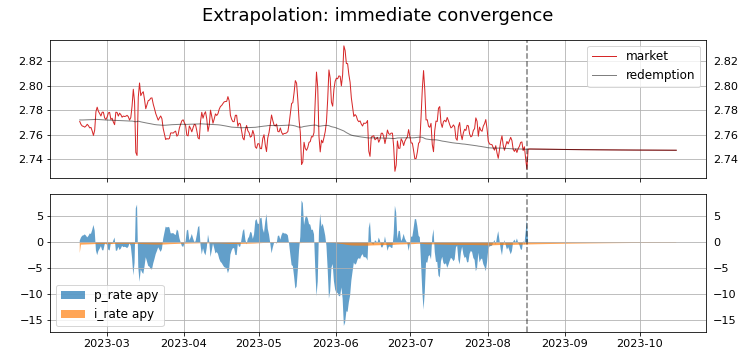 Extrapolation: immediate convergence
2.82 2.82
2.80 2.80
2.78 2.78
2.76 2.76
2.74 2.74
market
redemption
5 5
0 0
−5 −5
−10 −10
−15 −15
p_rate apy
i_rate apy
2023-03 2023-04 2023-05 2023-06 2023-07 2023-08 2023-09 2023-10